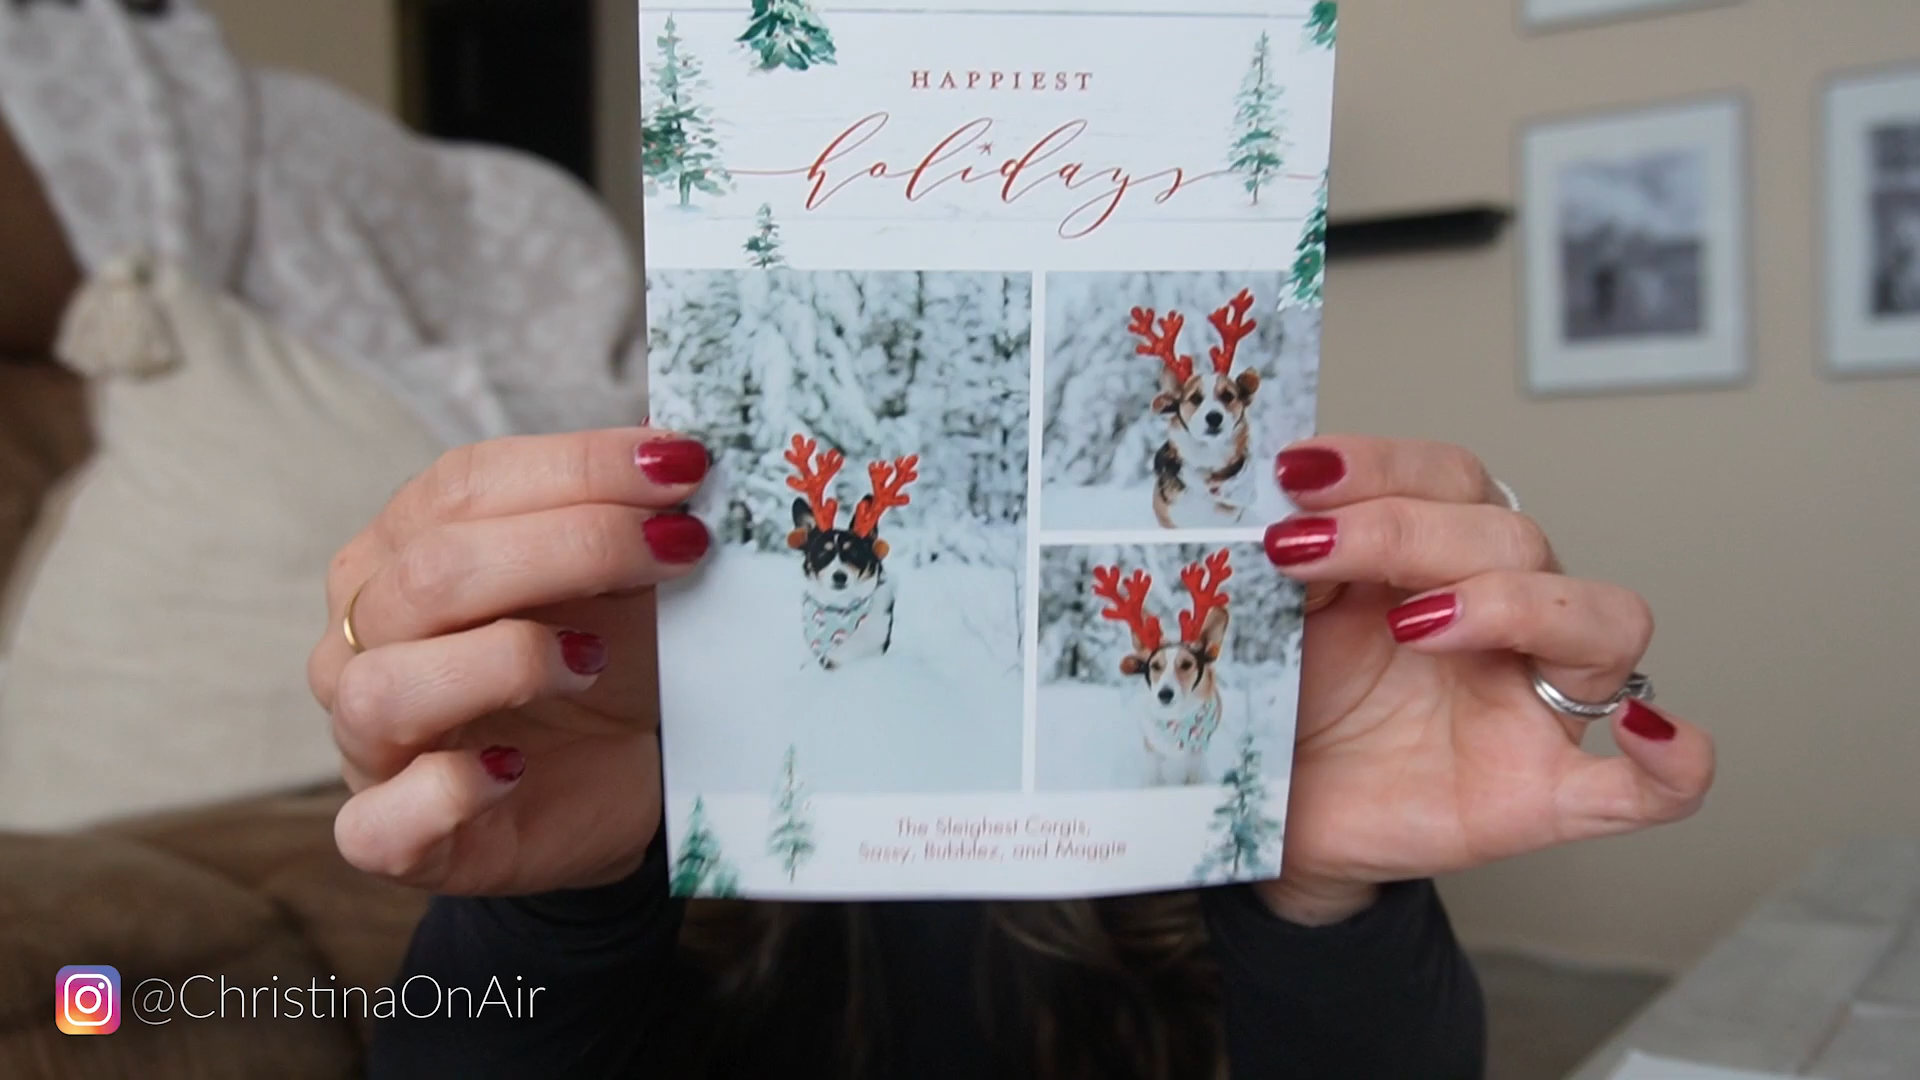 HAPPIEST
holidays
The Sleighest Corgis,
Sassy, Bubblez, and Maggie
@ChristinaOnAir